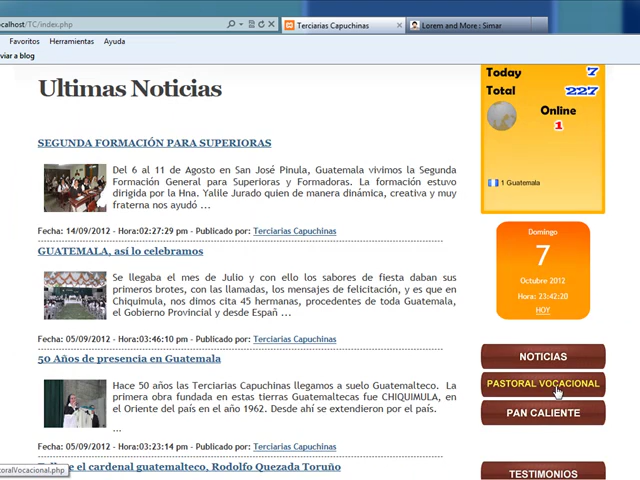 ocalhost/TC/index.php
Terciarias Capuchinas
Lorem and More : Simar
Favoritos Herramientas Ayuda
viar a blog
Ultimas Noticias
SEGUNDA FORMACIÓN PARA SUPERIORAS
Del 6 al 11 de Agosto en San José Pinula, Guatemala vivimos la Segunda
Formación General para Superioras y Formadoras. La formación estuvo
dirigida por la Hna. Yalile Jurado quien de manera dinámica, creativa y muy
fraterna nos ayudó ...
Fecha: 14/09/2012 - Hora:02:27:29 pm - Publicado por: Terciarias Capuchinas
GUATEMALA, así lo celebramos
Se llegaba el mes de Julio y con ello los sabores de fiesta daban sus
primeros brotes, con las llamadas, los mensajes de felicitación, y es que en
Chiquimula, nos dimos cita 45 hermanas, procedentes de toda Guatemala,
el Gobierno Provincial y desde Españ ...
Fecha: 05/09/2012 - Hora:03:46:10 pm - Publicado por: Terciarias Capuchinas
50 Años de presencia en Guatemala
Hace 50 años las Terciarias Capuchinas llegamos a suelo Guatemalteco. La
primera obra fundada en estas tierras Guatemaltecas fue CHIQUIMULA, en
el Oriente del país en el año 1962. Desde ahí se extendieron por el país.
...
Fecha: 05/09/2012 - Hora:03:23:14 pm - Publicado por: Terciarias Capuchinas
e el cardenal guatemalteco, Rodolfo Quezada Toruño
toralVocacional.php
Today 7
Total 227
Online
1
1 Guatemala
Domingo
7
Octubre 2012
Hora: 23:42:20
HOY
NOTICIAS
PASTORAL VOCACIONAL
PAN CALIENTE
TESTIMONIOS